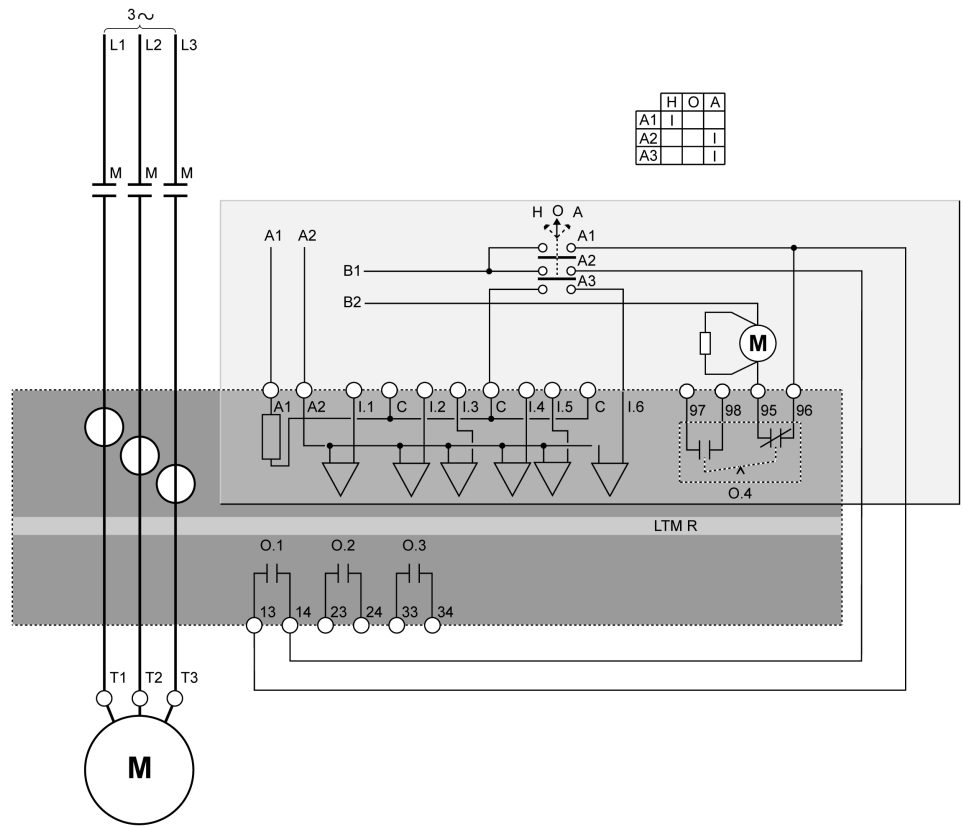 3∼
L1 L2 L3
H O A
A1 I
A2 I
A3 I
M M M
H O A
A1 A2 A1
B1 A2
A3
B2
M
A1 A2 I.1 C I.2 I.3 C I.4 I.5 C I.6 97 98 95 96
O.4
LTM R
O.1 O.2 O.3
13 14 23 24 33 34
T1 T2 T3
M